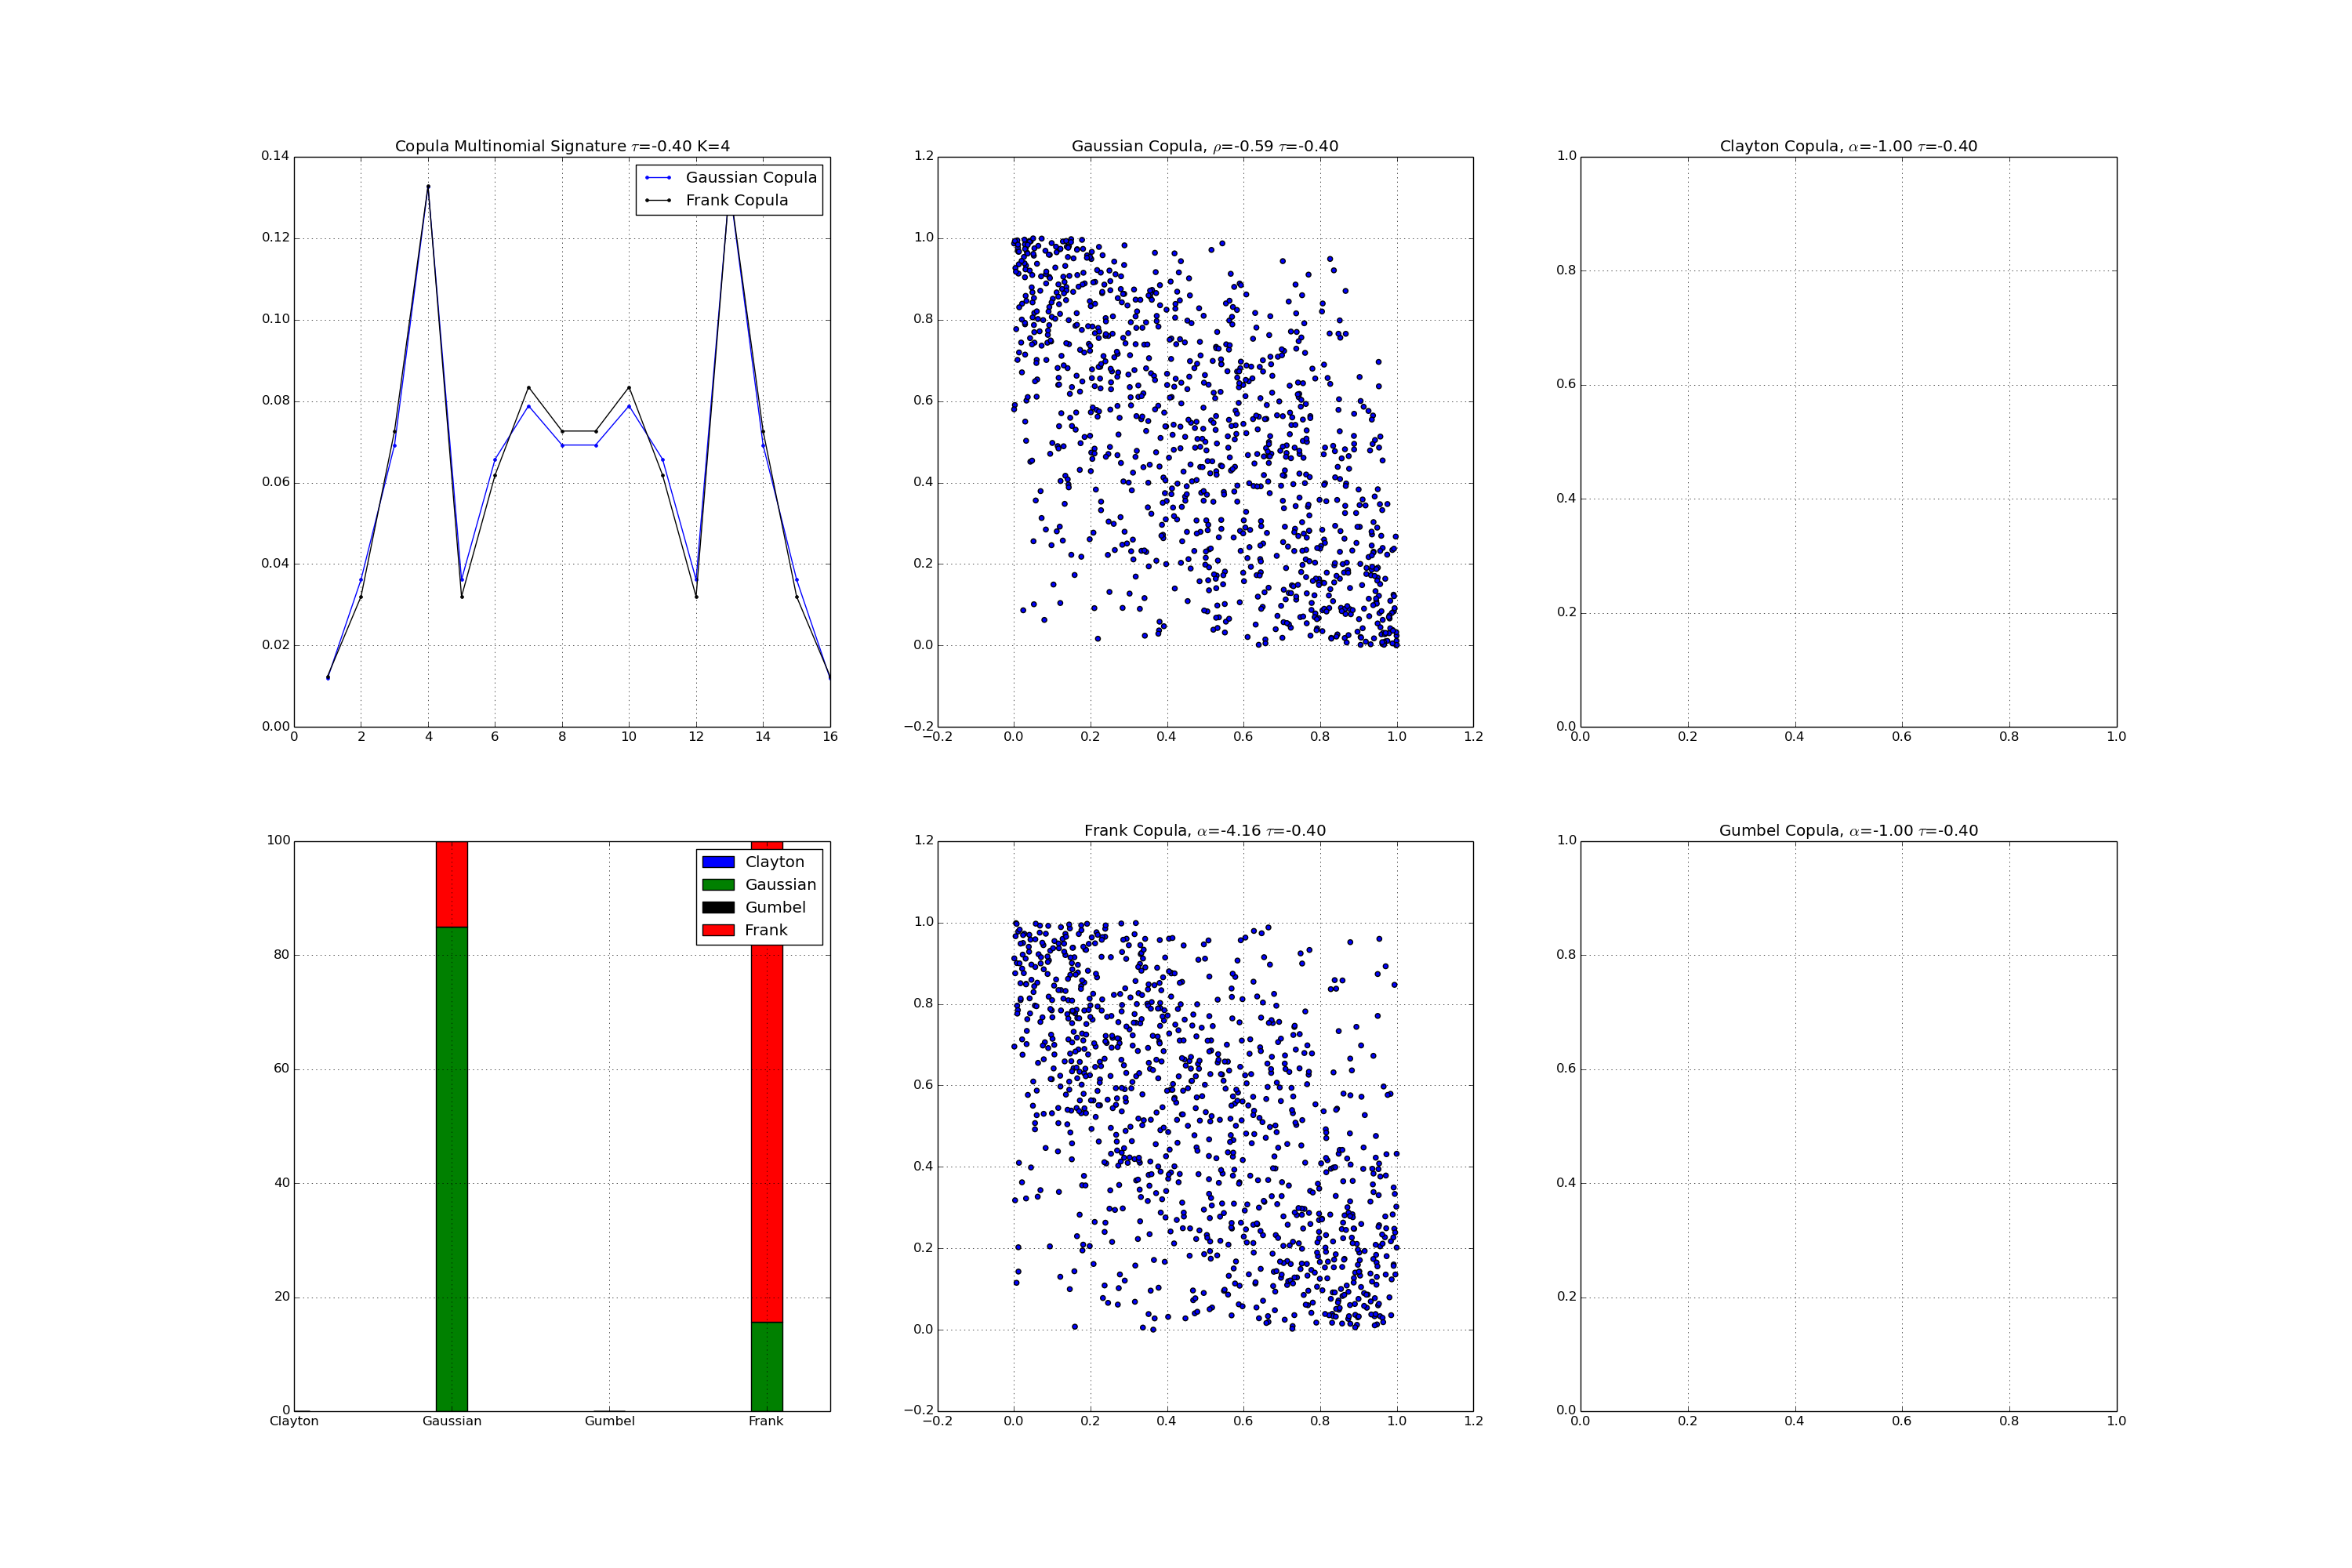 Copula Multinomial Signature τ=-0.40 K=4
0.14
0.12
0.10
0.08
0.06
0.04
0.02
0.00
0 2 4 6 8 10 12 14 16
Gaussian Copula
Frank Copula
Gaussian Copula, ρ=-0.59 τ=-0.40
1.2
1.0
0.8
0.6
0.4
0.2
0.0
−0.2
−0.2 0.0 0.2 0.4 0.6 0.8 1.0 1.2
Clayton Copula, α=-1.00 τ=-0.40
1.0
0.8
0.6
0.4
0.2
0.0
0.0 0.2 0.4 0.6 0.8 1.0
100
80
60
40
20
0
Clayton Gaussian Gumbel Frank
Clayton
Gaussian
Gumbel
Frank
Frank Copula, α=-4.16 τ=-0.40
1.2
1.0
0.8
0.6
0.4
0.2
0.0
−0.2
−0.2 0.0 0.2 0.4 0.6 0.8 1.0 1.2
Gumbel Copula, α=-1.00 τ=-0.40
1.0
0.8
0.6
0.4
0.2
0.0
0.0 0.2 0.4 0.6 0.8 1.0